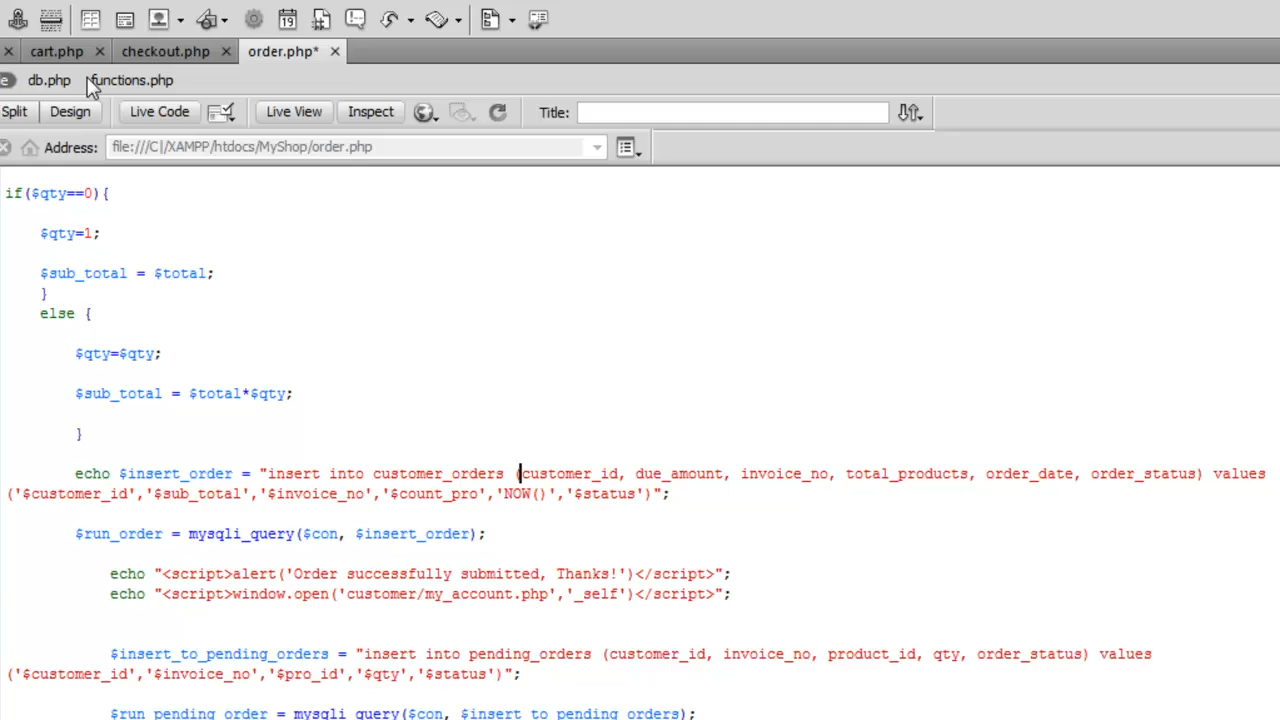 19
cart.php
checkout.php
order.php*
e db.php functions.php
Split Design Live Code Live View Inspect Title:
Address: file:///C|/XAMPP/htdocs/MyShop/order.php
if($qty==0){
$qty=1;
$sub_total = $total;
}
else {
$qty=$qty;
$sub_total = $total*$qty;
}
echo $insert_order = "insert into customer_orders (customer_id, due_amount, invoice_no, total_products, order_date, order_status) values
('$customer_id','$sub_total','$invoice_no','$count_pro','NOW()','$status')";
$run_order = mysqli_query($con, $insert_order);
echo "<script>alert('Order successfully submitted, Thanks!')</script>";
echo "<script>window.open('customer/my_account.php','_self')</script>";
$insert_to_pending_orders = "insert into pending_orders (customer_id, invoice_no, product_id, qty, order_status) values
('$customer_id','$invoice_no','$pro_id','$qty','$status')";
$run_pending_order = mysqli_query($con, $insert_to_pending_orders);